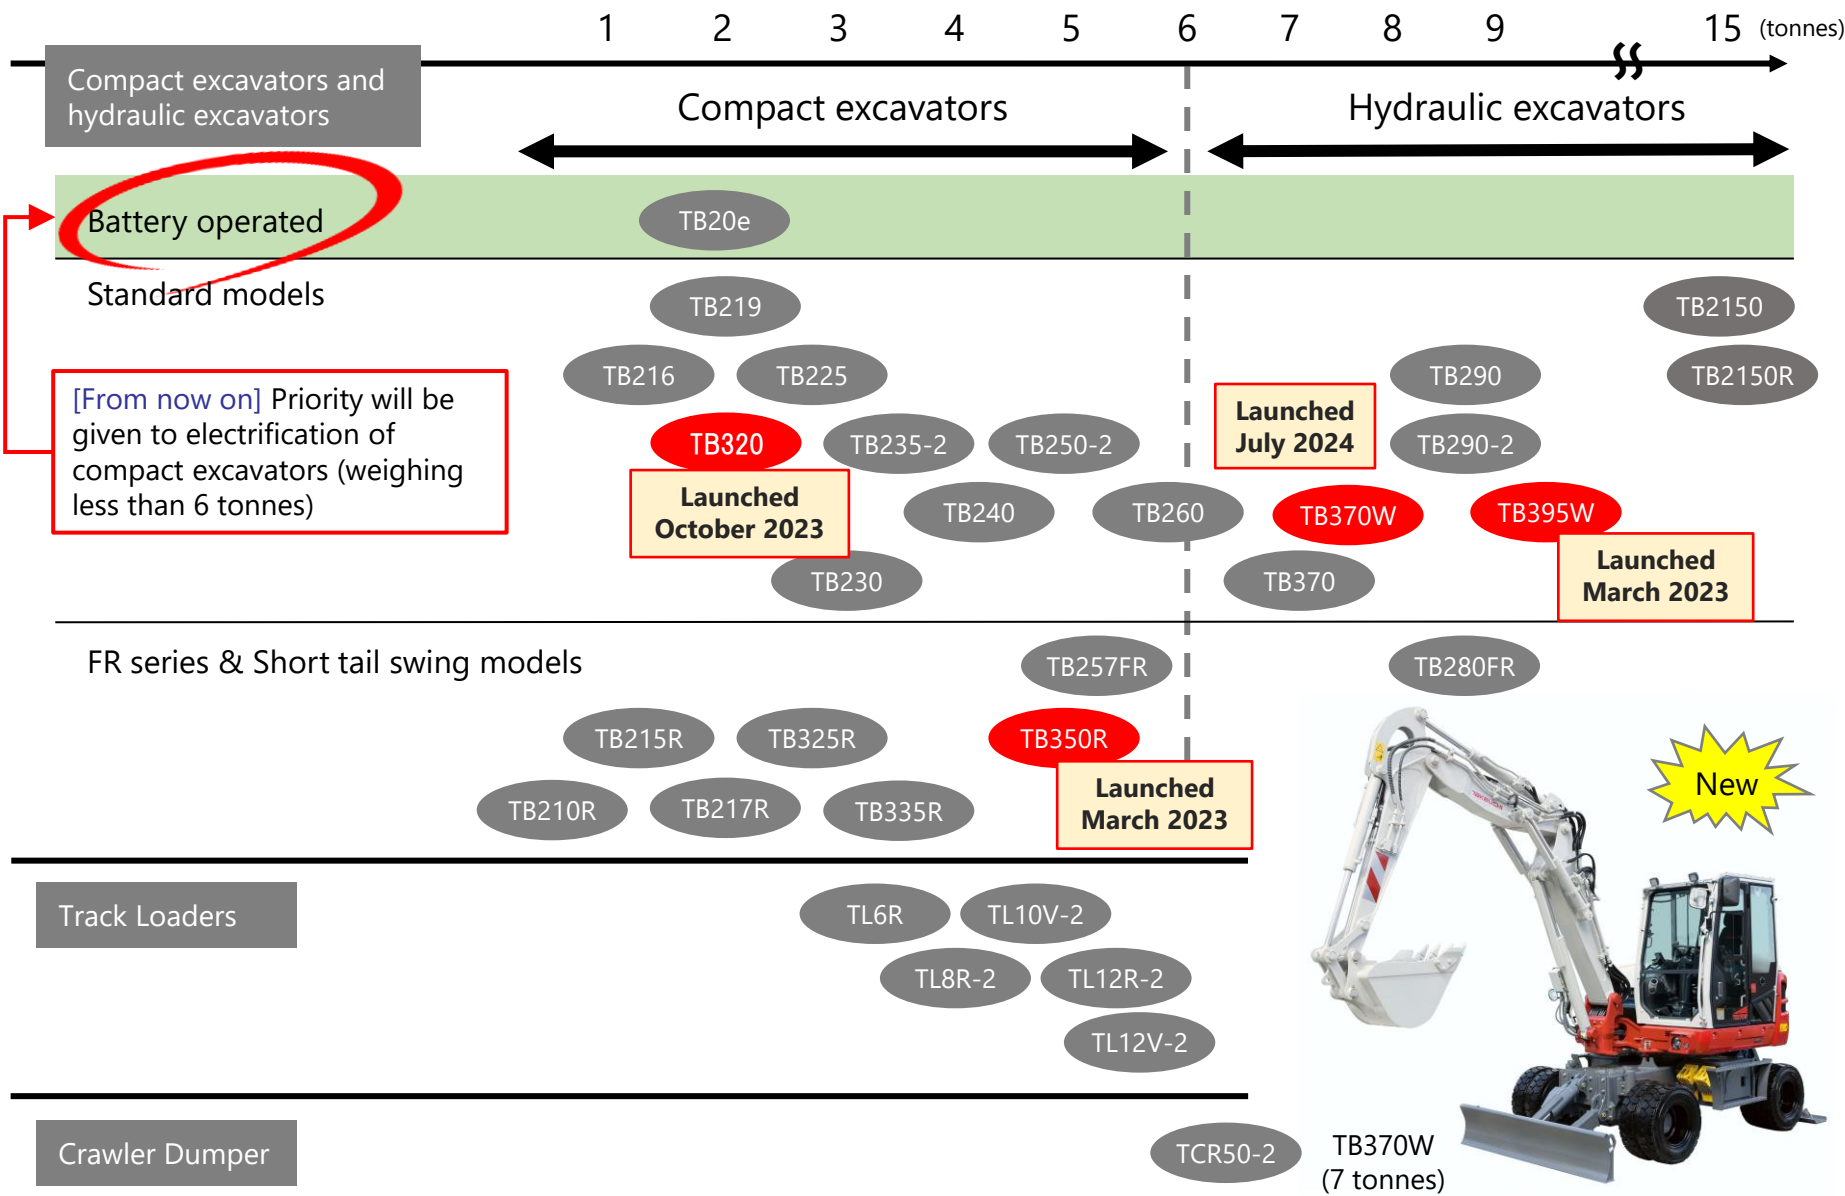 1 2 3 4 5 6 7 8 9 15 (tonnes)
Compact excavators and
hydraulic excavators
Compact excavators
Hydraulic excavators
Battery operated
TB20e
Standard models
TB219
TB2150
TB216
TB225
TB290
TB2150R
[From now on] Priority will be
given to electrification of
compact excavators (weighing
less than 6 tonnes)
TB320
TB235-2
TB250-2
Launched
July 2024
TB290-2
Launched
October 2023
TB240
TB260
TB370W
TB395W
TB230
TB370
Launched
March 2023
FR series & Short tail swing models
TB257FR
TB280FR
TB215R
TB325R
TB350R
Launched
March 2023
TB210R
TB217R
TB335R
New
Track Loaders
TL6R
TL10V-2
TL8R-2
TL12R-2
TL12V-2
Crawler Dumper
TCR50-2
TB370W
(7 tonnes)